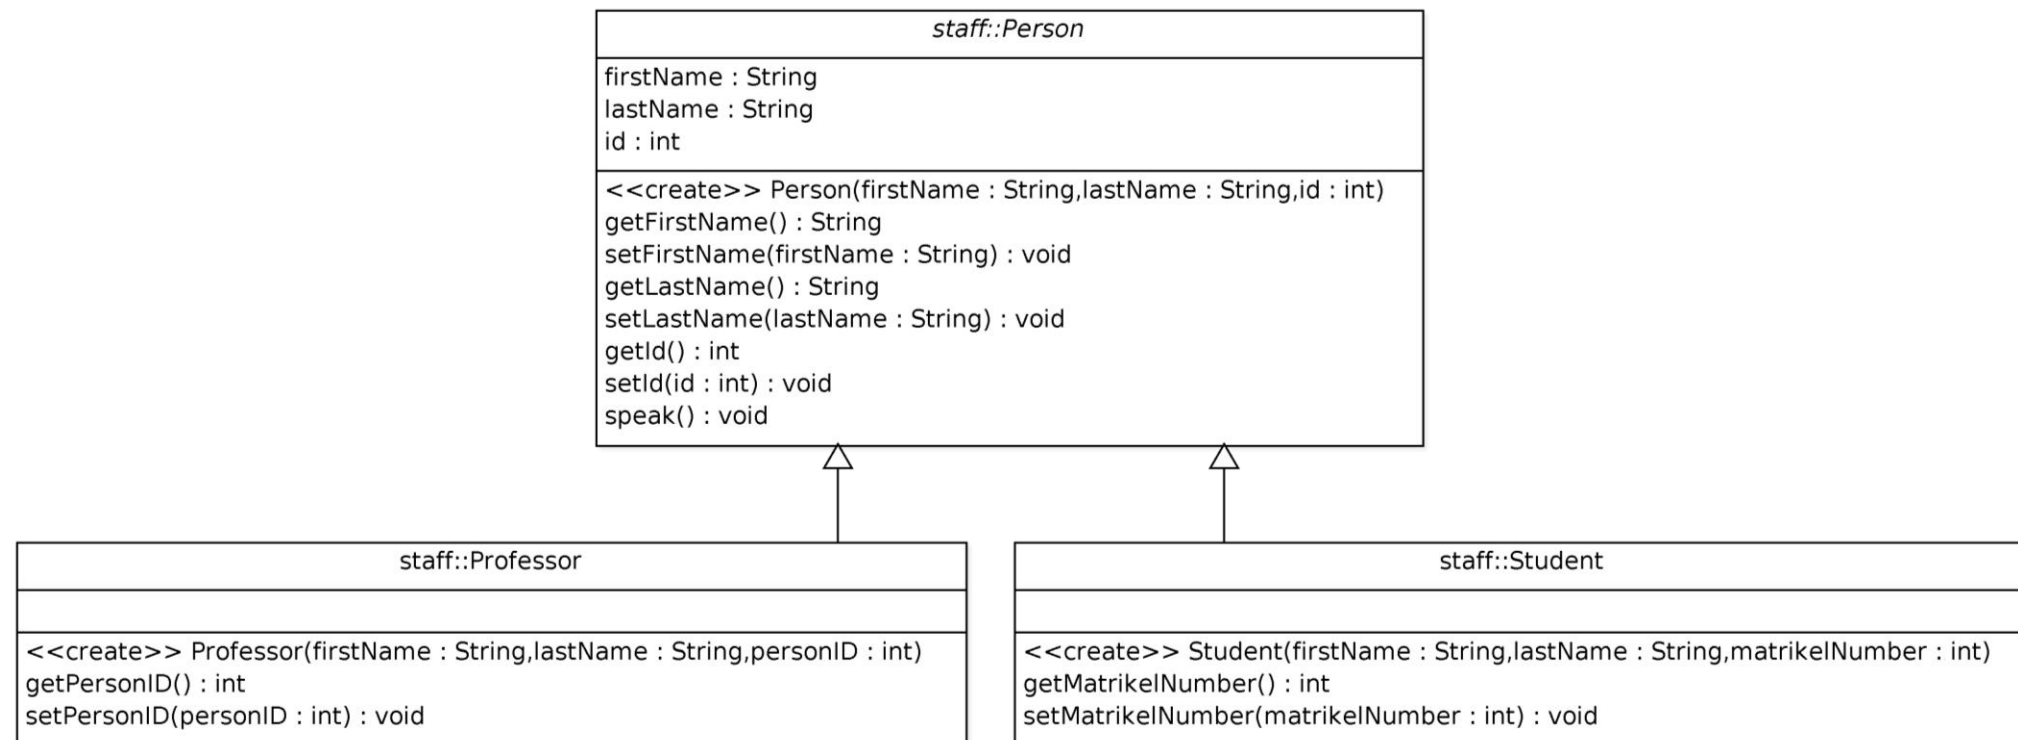 staff::Person
firstName : String
lastName : String
id : int
<<create>> Person(firstName : String,lastName : String,id : int)
getFirstName() : String
setFirstName(firstName : String) : void
getLastName() : String
setLastName(lastName : String) : void
getId() : int
setId(id : int) : void
speak() : void
staff::Professor
<<create>> Professor(firstName : String,lastName : String,personID : int)
getPersonID() : int
setPersonID(personID : int) : void
staff::Student
<<create>> Student(firstName : String,lastName : String,matrikelNumber : int)
getMatrikelNumber() : int
setMatrikelNumber(matrikelNumber : int) : void